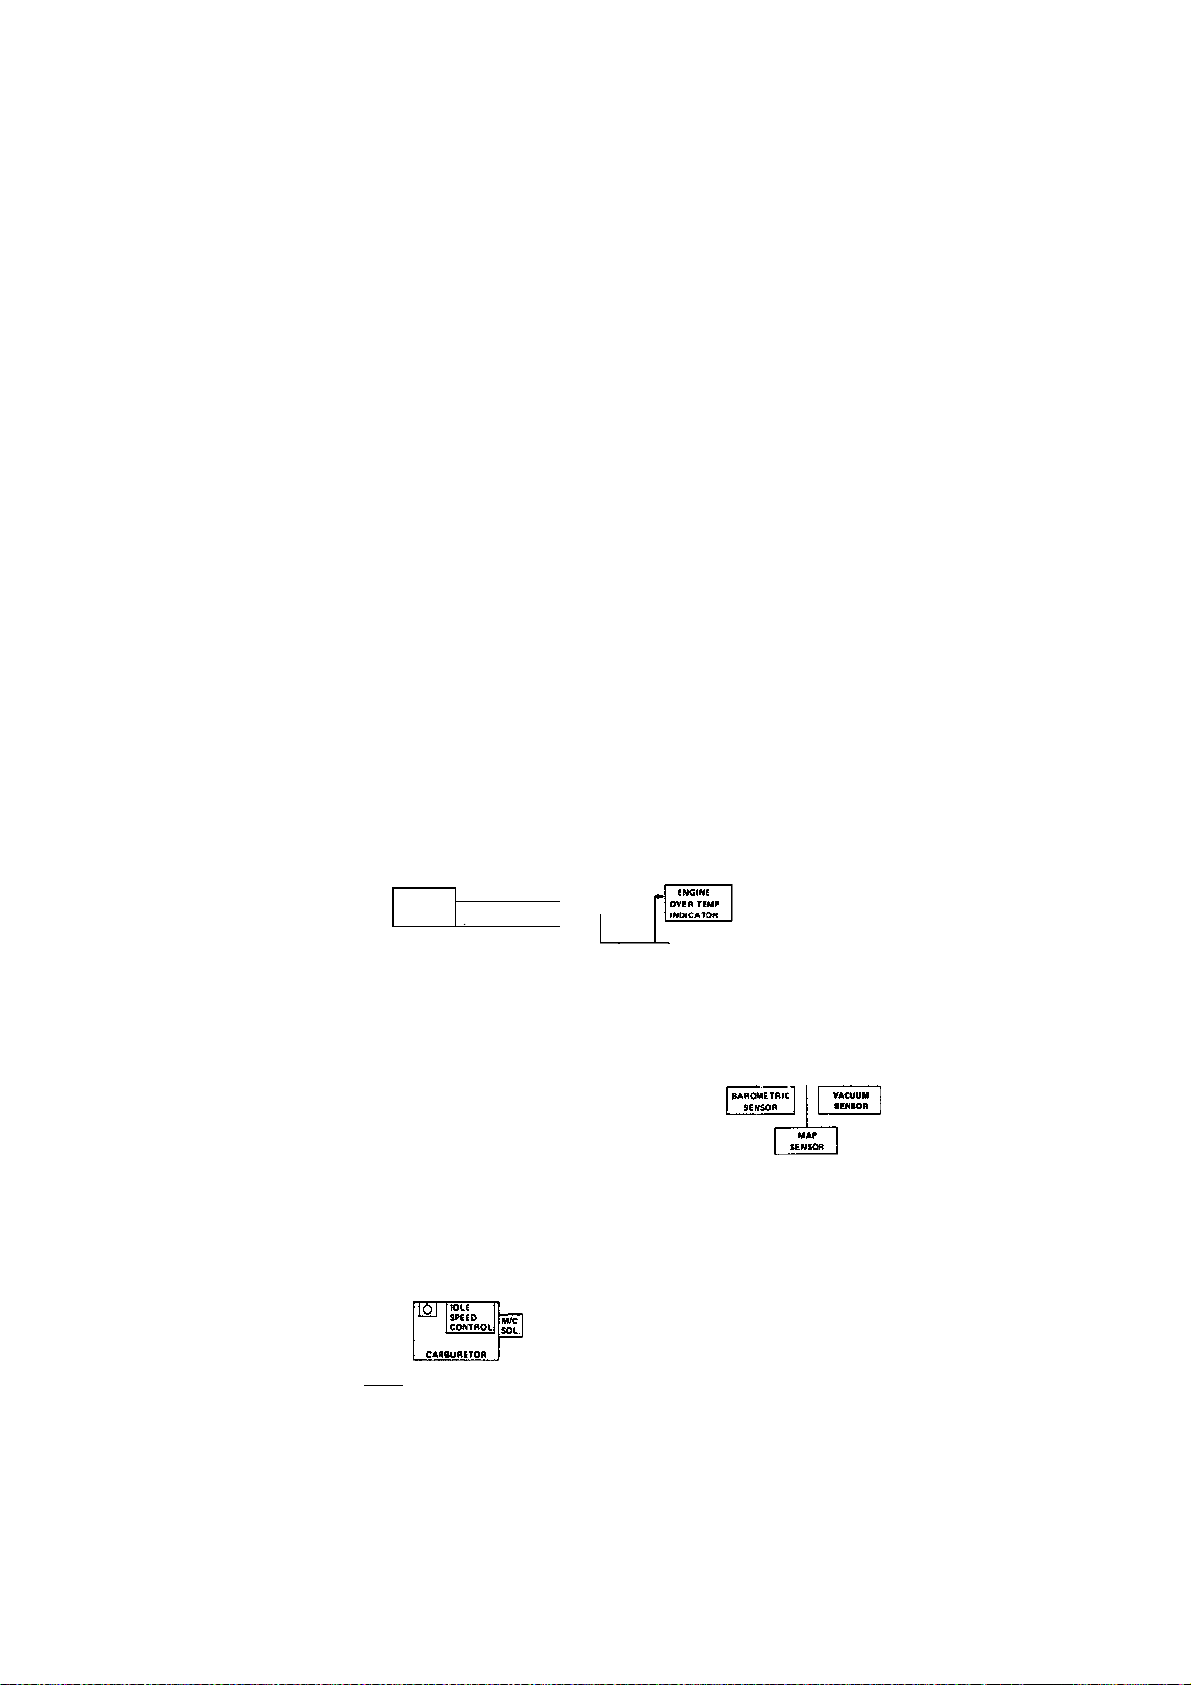 ENGINE
OVER TEMP
INDICATOR
BAROMETRIC
SENSOR
VACUUM
SENSOR
MAP
SENSOR
IDLE
SPEED
CONTROL
M/C
SOL.
CARBURETOR